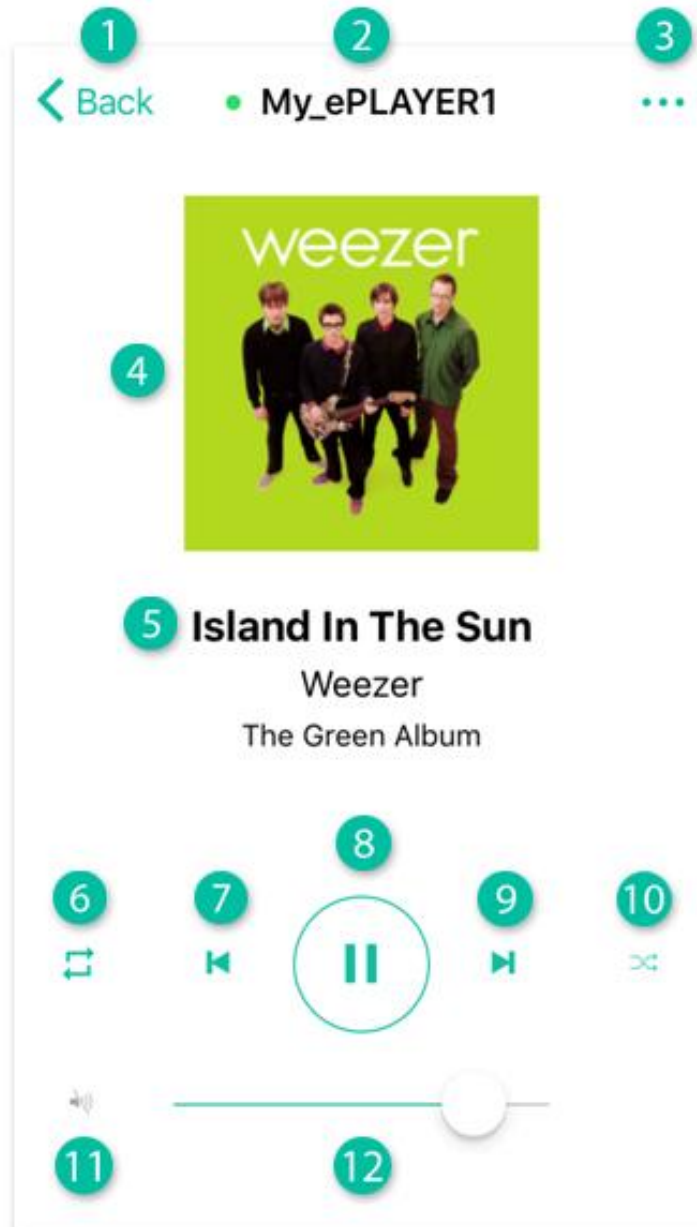 1 2 3
Back My_ePLAYER1
weezer
4
5 Island In The Sun
Weezer
The Green Album
8
6 7 9 10
11 12